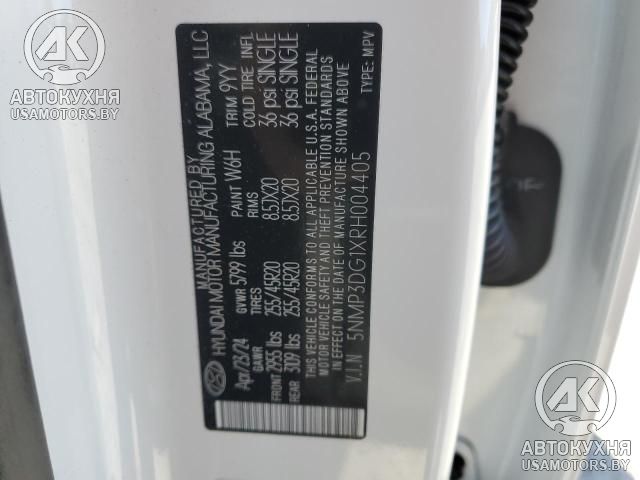 MANUFACTURED BY
HYUNDAI MOTOR MANUFACTURING ALABAMA, LLC
Apr/23/24 GVWR 5799 lbs PAINT W6H TRIM 9YY
GAWR TIRES RIMS COLD TIRE INFL
FRONT 2955 lbs 255/45R20 8.5JX20 36 psi SINGLE
REAR 3109 lbs 255/45R20 8.5JX20 36 psi SINGLE
THIS VEHICLE CONFORMS TO ALL APPLICABLE U.S.A. FEDERAL
MOTOR VEHICLE SAFETY AND THEFT PREVENTION STANDARDS
IN EFFECT ON THE DATE OF MANUFACTURE SHOWN ABOVE
V.I.N 5NMP3DG1XRH004405 TYPE: MPV
АК
АВТОКУХНЯ
USAMOTORS.BY
АК
АВТОКУХНЯ
USAMOTORS.BY